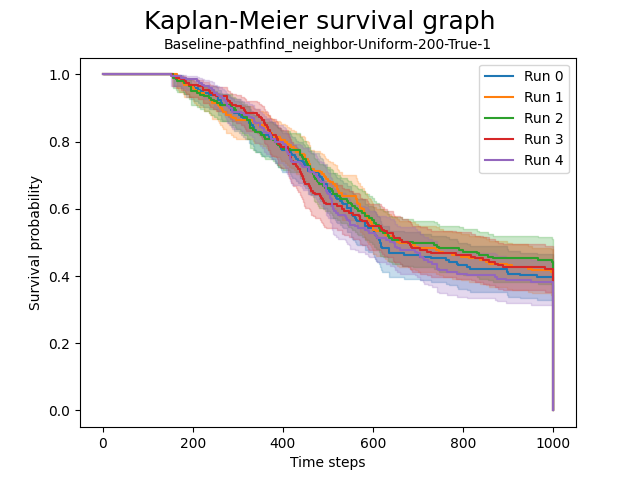 Kaplan-Meier survival graph
Baseline-pathfind_neighbor-Uniform-200-True-1
Survival probability
1.0
0.8
0.6
0.4
0.2
0.0
Run 0
Run 1
Run 2
Run 3
Run 4
0 200 400 600 800 1000
Time steps